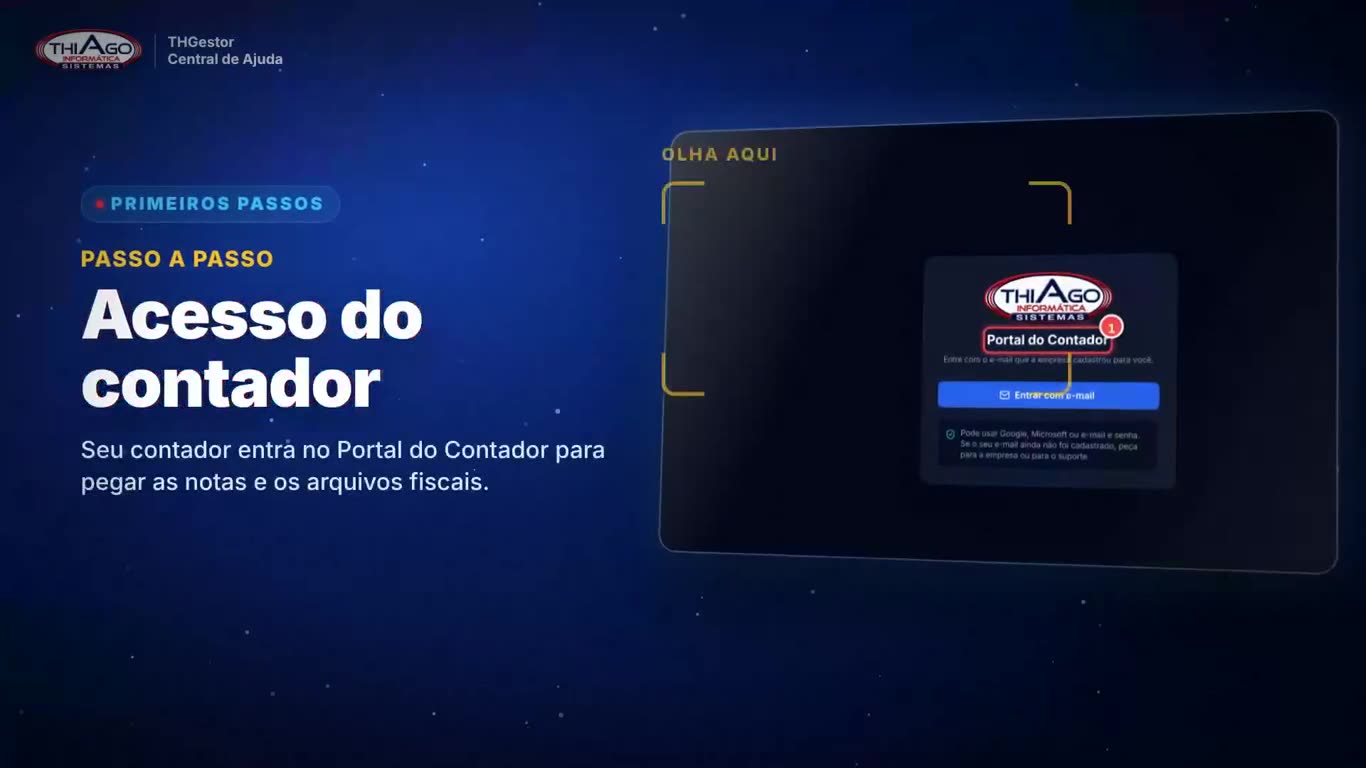 THIAGO
INFORMÁTICA
SISTEMAS
THGestor
Central de Ajuda
PRIMEIROS PASSOS
PASSO A PASSO
Acesso do
contador
Seu contador entra no Portal do Contador para
pegar as notas e os arquivos fiscais.
OLHA AQUI
THIAGO
INFORMÁTICA
SISTEMAS
1
Portal do Contador
Entre com o e-mail que a empresa cadastrou para você.
Entrar com e-mail
Pode usar Google, Microsoft ou e-mail e senha.
Se o seu e-mail ainda não foi cadastrado, peça
para a empresa ou para o suporte.